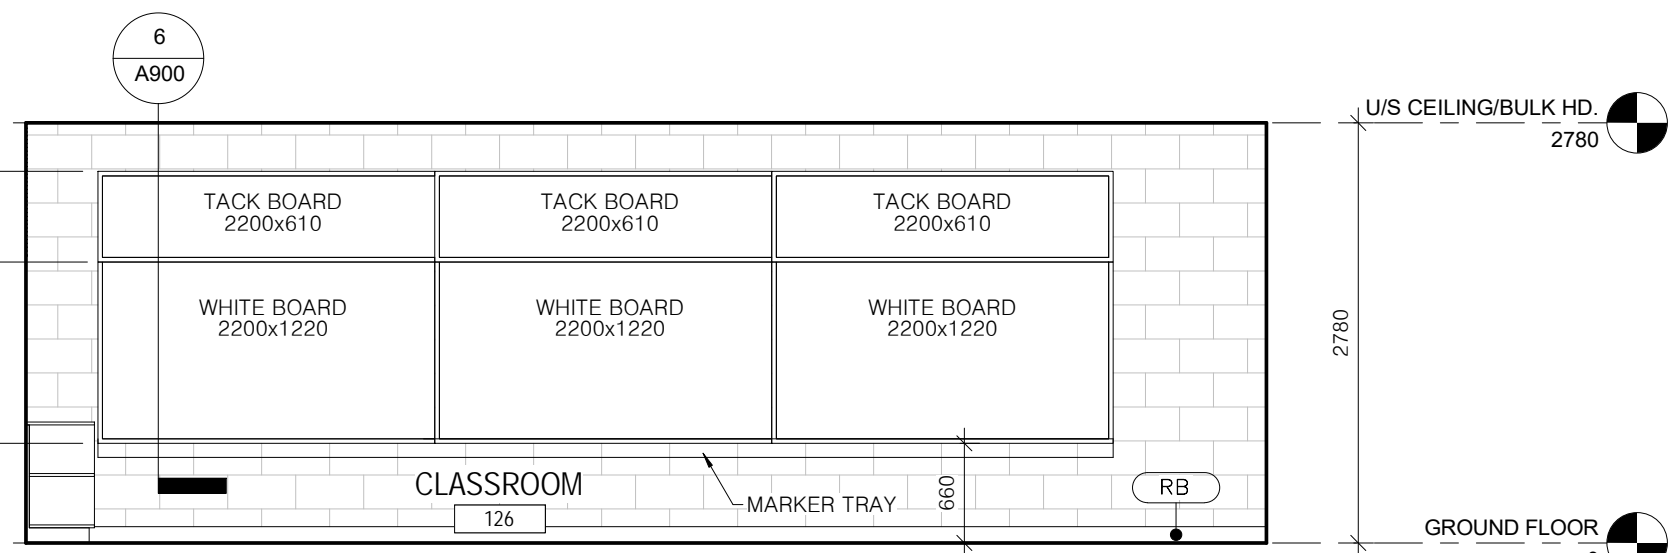 6
A900
U/S CEILING/BULK HD.
2780
TACK BOARD
2200x610
TACK BOARD
2200x610
TACK BOARD
2200x610
WHITE BOARD
2200x1220
WHITE BOARD
2200x1220
WHITE BOARD
2200x1220
2780
CLASSROOM
126
MARKER TRAY
660
RB
GROUND FLOOR